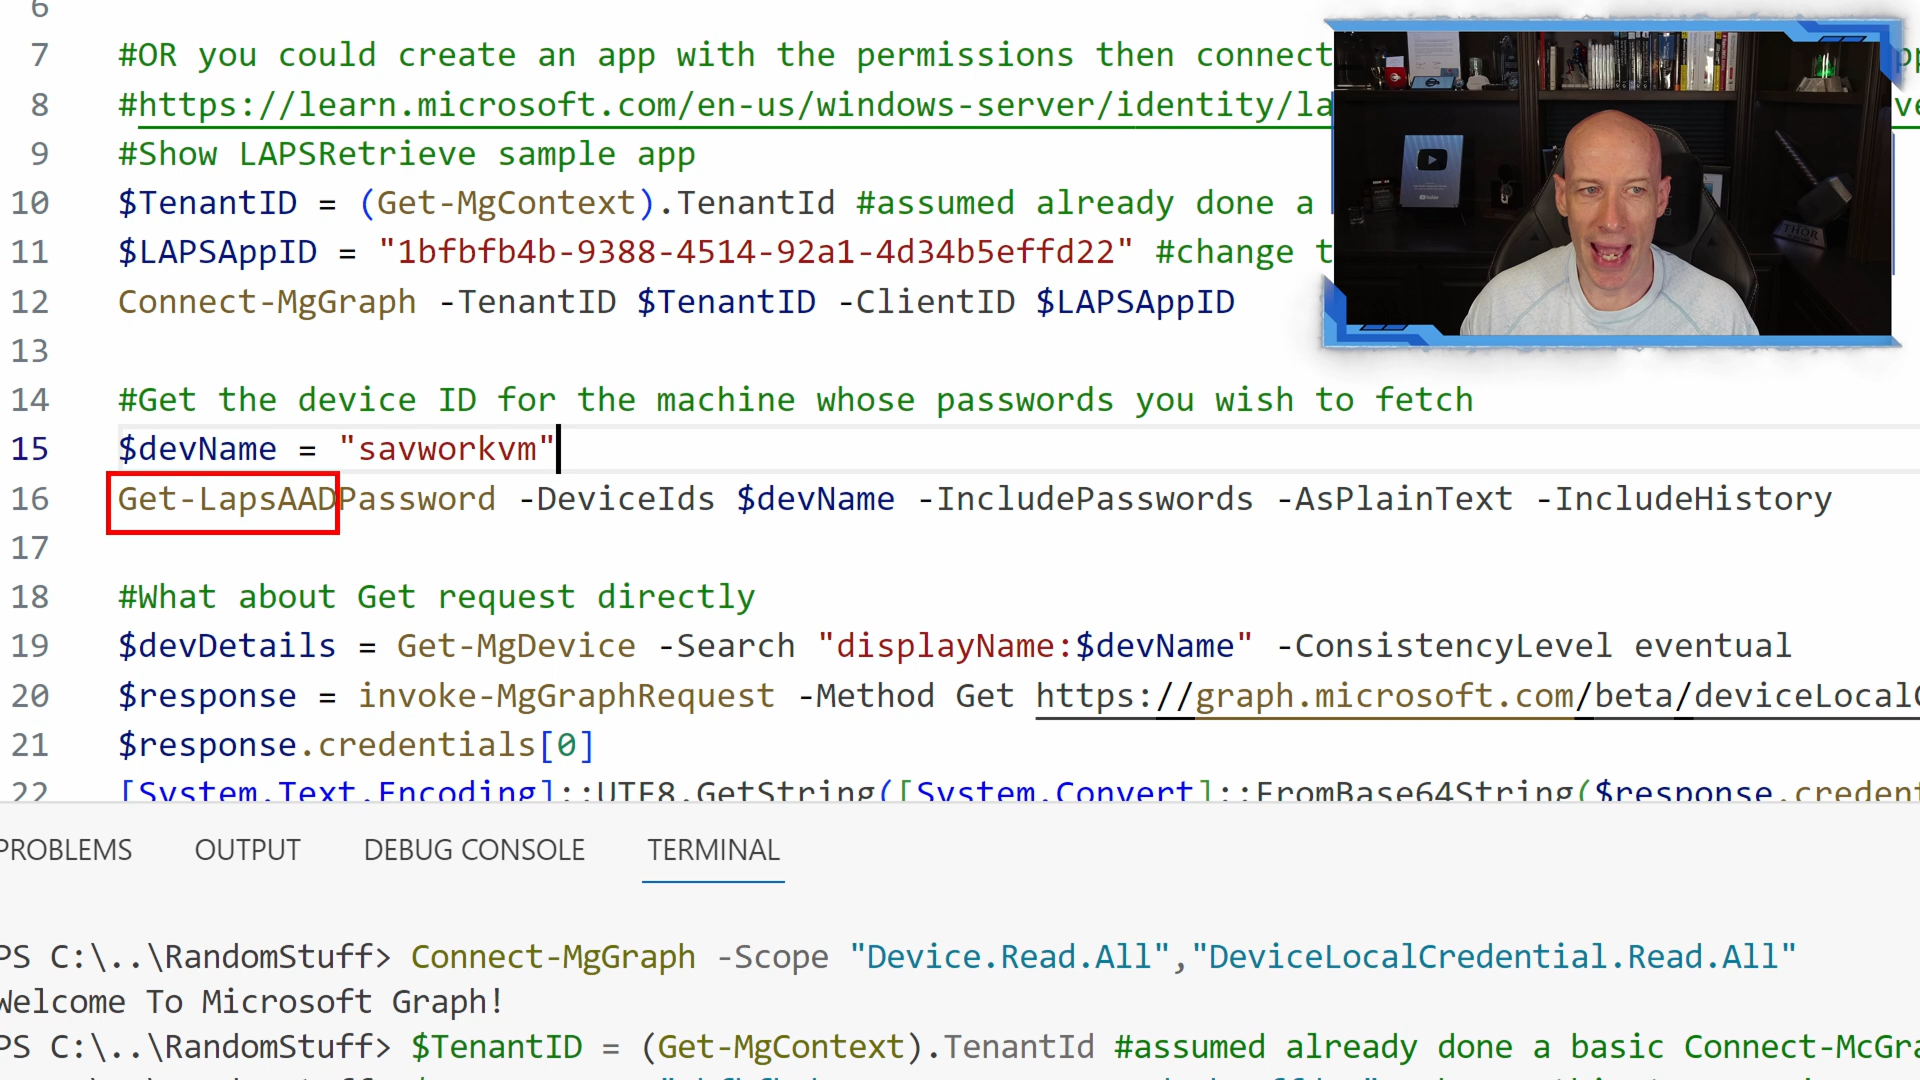 6
7 #OR you could create an app with the permissions then connect
8 #https://learn.microsoft.com/en-us/windows-server/identity/la
9 #Show LAPSRetrieve sample app
10 $TenantID = (Get-MgContext).TenantId #assumed already done a
11 $LAPSAppID = "1bfbfb4b-9388-4514-92a1-4d34b5effd22" #change t
12 Connect-MgGraph -TenantID $TenantID -ClientID $LAPSAppID
13
14 #Get the device ID for the machine whose passwords you wish to fetch
15 $devName = "savworkvm"
16 Get-LapsAADPassword -DeviceIds $devName -IncludePasswords -AsPlainText -IncludeHistory
17
18 #What about Get request directly
19 $devDetails = Get-MgDevice -Search "displayName:$devName" -ConsistencyLevel eventual
20 $response = invoke-MgGraphRequest -Method Get https://graph.microsoft.com/beta/deviceLocalC
21 $response.credentials[0]
22 [System.Text.Encoding]::UTF8.GetString([System.Convert]::FromBase64String($response.credent
PROBLEMS OUTPUT DEBUG CONSOLE TERMINAL
PS C:\..\RandomStuff> Connect-MgGraph -Scope "Device.Read.All","DeviceLocalCredential.Read.All"
Welcome To Microsoft Graph!
PS C:\..\RandomStuff> $TenantID = (Get-MgContext).TenantId #assumed already done a basic Connect-McGra
THOR